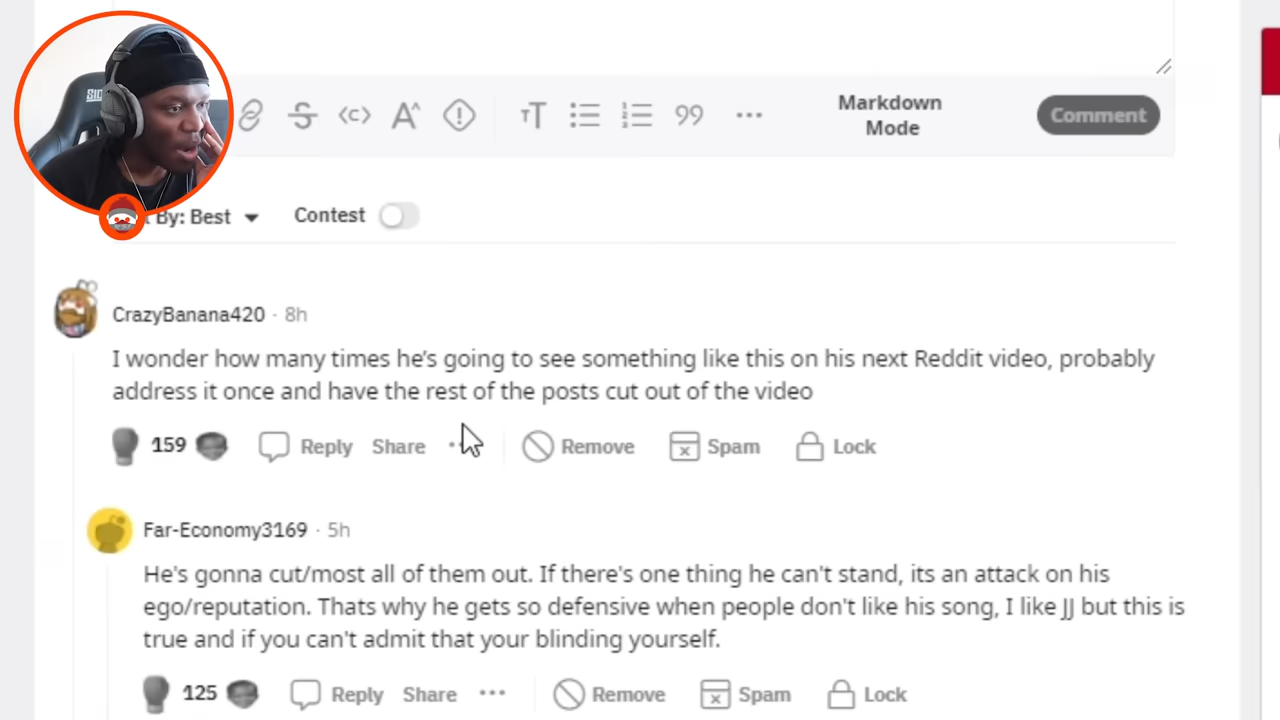 SID
Markdown
Mode
Comment
By: Best
Contest
CrazyBanana420 · 8h
I wonder how many times he's going to see something like this on his next Reddit video, probably
address it once and have the rest of the posts cut out of the video
159 Reply Share ··· Remove Spam Lock
Far-Economy3169 · 5h
He's gonna cut/most all of them out. If there's one thing he can't stand, its an attack on his
ego/reputation. Thats why he gets so defensive when people don't like his song, I like JJ but this is
true and if you can't admit that your blinding yourself.
125 Reply Share ··· Remove Spam Lock